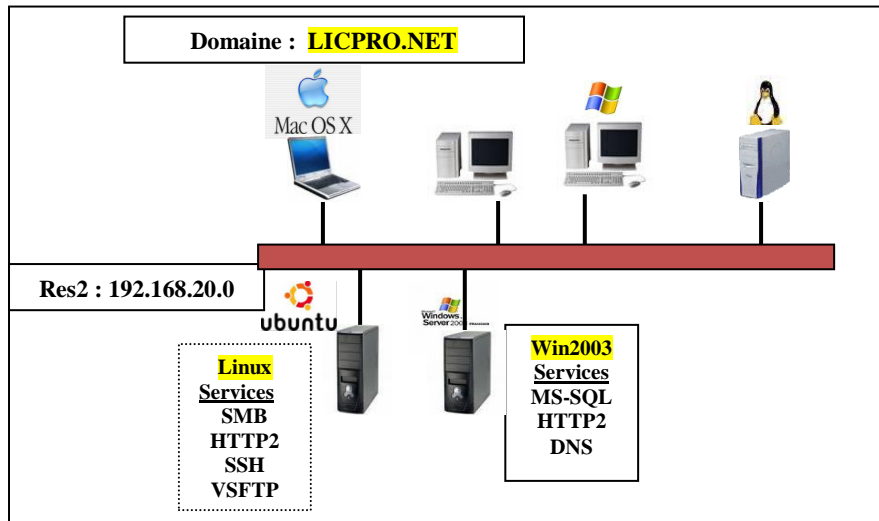 Domaine : LICPRO.NET
Mac OS X
Res2 : 192.168.20.0
ubuntu
Windows
Server 200
Linux
Services
SMB
HTTP2
SSH
VSFTP
Win2003
Services
MS-SQL
HTTP2
DNS